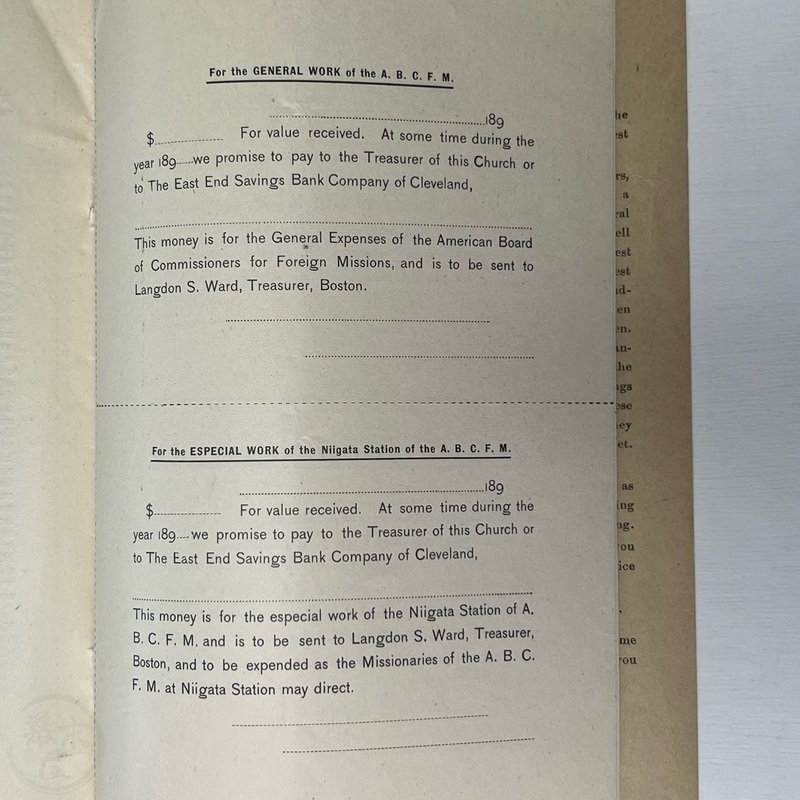 For the GENERAL WORK of the A. B. C. F. M.
189
$ For value received. At some time during the
year 189 we promise to pay to the Treasurer of this Church or
to The East End Savings Bank Company of Cleveland,
This money is for the General Expenses of the American Board
of Commissioners for Foreign Missions, and is to be sent to
Langdon S. Ward, Treasurer, Boston.
For the ESPECIAL WORK of the Niigata Station of the A. B. C. F. M.
189
$ For value received. At some time during the
year 189 we promise to pay to the Treasurer of this Church or
to The East End Savings Bank Company of Cleveland,
This money is for the especial work of the Niigata Station of A.
B. C. F. M. and is to be sent to Langdon S. Ward, Treasurer,
Boston, and to be expended as the Missionaries of the A. B. C.
F. M. at Niigata Station may direct.